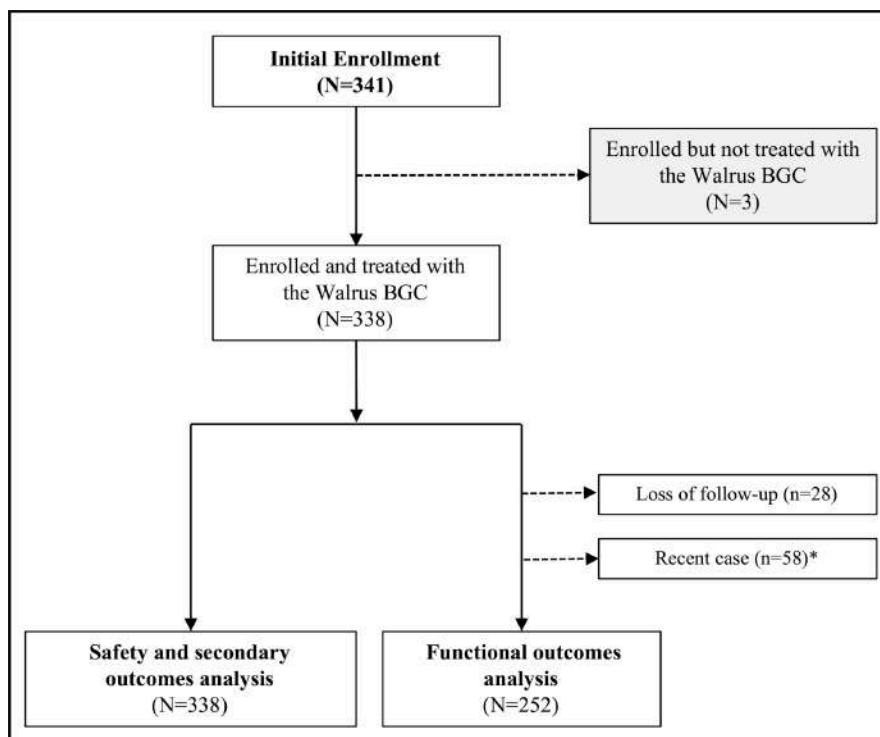 Initial Enrollment
(N=341)
Enrolled but not treated with
the Walrus BGC
(N=3)
Enrolled and treated with
the Walrus BGC
(N=338)
Loss of follow-up (n=28)
Recent case (n=58)*
Safety and secondary
outcomes analysis
(N=338)
Functional outcomes
analysis
(N=252)